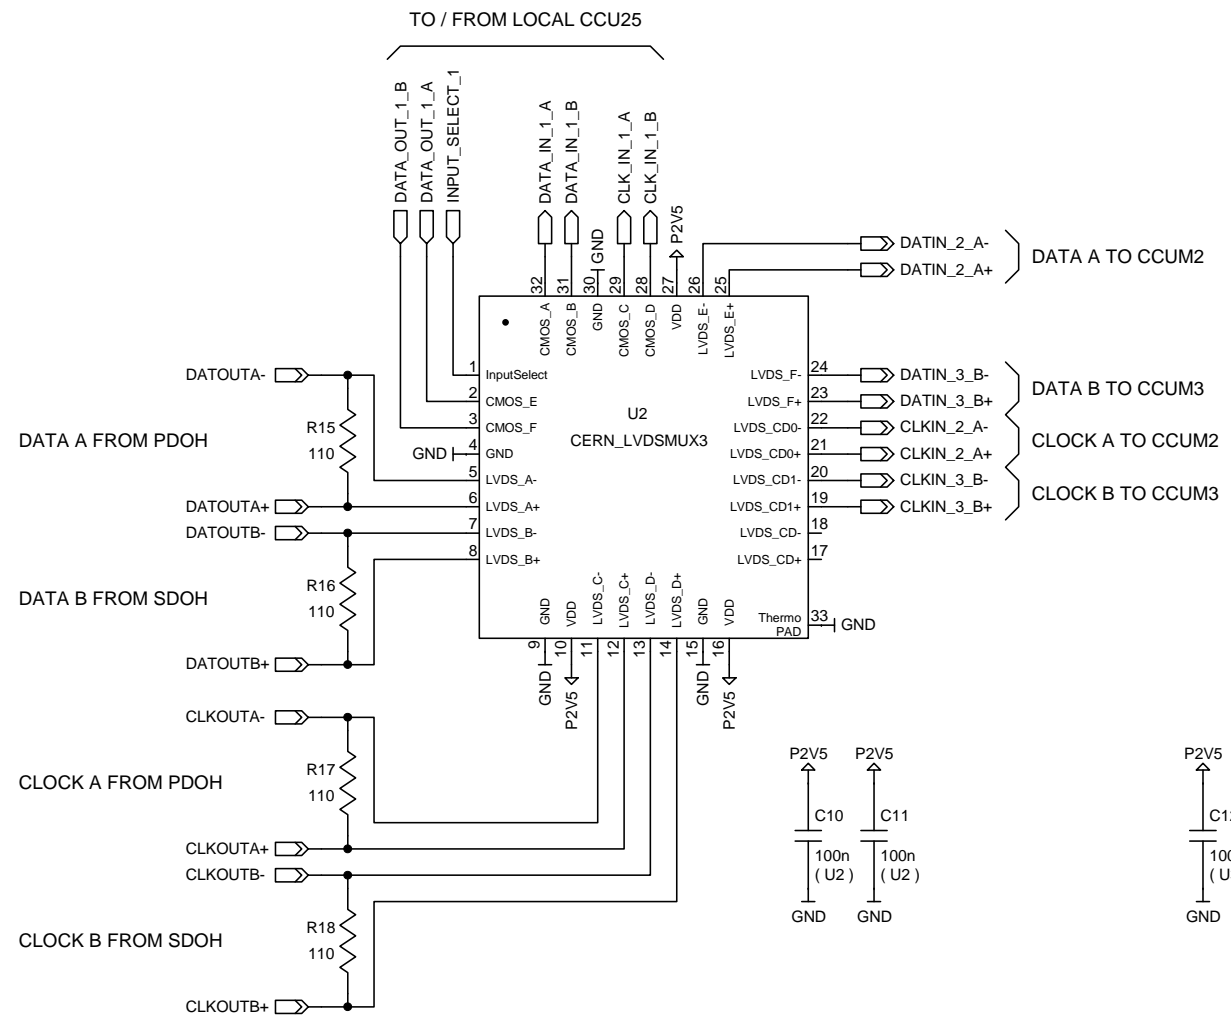 TO / FROM LOCAL CCU25
DATA_OUT_1_B
DATA_OUT_1_A
INPUT_SELECT_1
DATA_IN_1_A
DATA_IN_1_B
GND
CLK_IN_1_A
CLK_IN_1_B
P2V5
DATIN_2_A-
DATIN_2_A+
DATA A TO CCUM2
32
31
30
29
28
27
26
25
CMOS_A
CMOS_B
GND
CMOS_C
CMOS_D
VDD
LVDS_E-
LVDS_E+
DATOUTA-
1 InputSelect
2 CMOS_E
3 CMOS_F
GND 4 GND
5 LVDS_A-
6 LVDS_A+
7 LVDS_B-
8 LVDS_B+
U2
CERN_LVDSMUX3
LVDS_F- 24 DATIN_3_B-
LVDS_F+ 23 DATIN_3_B+
DATA B TO CCUM3
LVDS_CD0- 22 CLKIN_2_A-
LVDS_CD0+ 21 CLKIN_2_A+
CLOCK A TO CCUM2
LVDS_CD1- 20 CLKIN_3_B-
LVDS_CD1+ 19 CLKIN_3_B+
CLOCK B TO CCUM3
LVDS_CD- 18
LVDS_CD+ 17
Thermo
PAD
33 GND
R15
110
DATA A FROM PDOH
DATOUTA+
DATOUTB-
R16
110
DATA B FROM SDOH
DATOUTB+
GND
VDD
LVDS_C-
LVDS_C+
LVDS_D-
LVDS_D+
GND
VDD
9
10
11
12
13
14
15
16
GND
P2V5
GND
P2V5
CLKOUTA-
R17
110
CLOCK A FROM PDOH
CLKOUTA+
CLKOUTB-
R18
110
CLOCK B FROM SDOH
CLKOUTB+
P2V5
C10
100n
( U2 )
GND
P2V5
C11
100n
( U2 )
GND
P2V5
GND